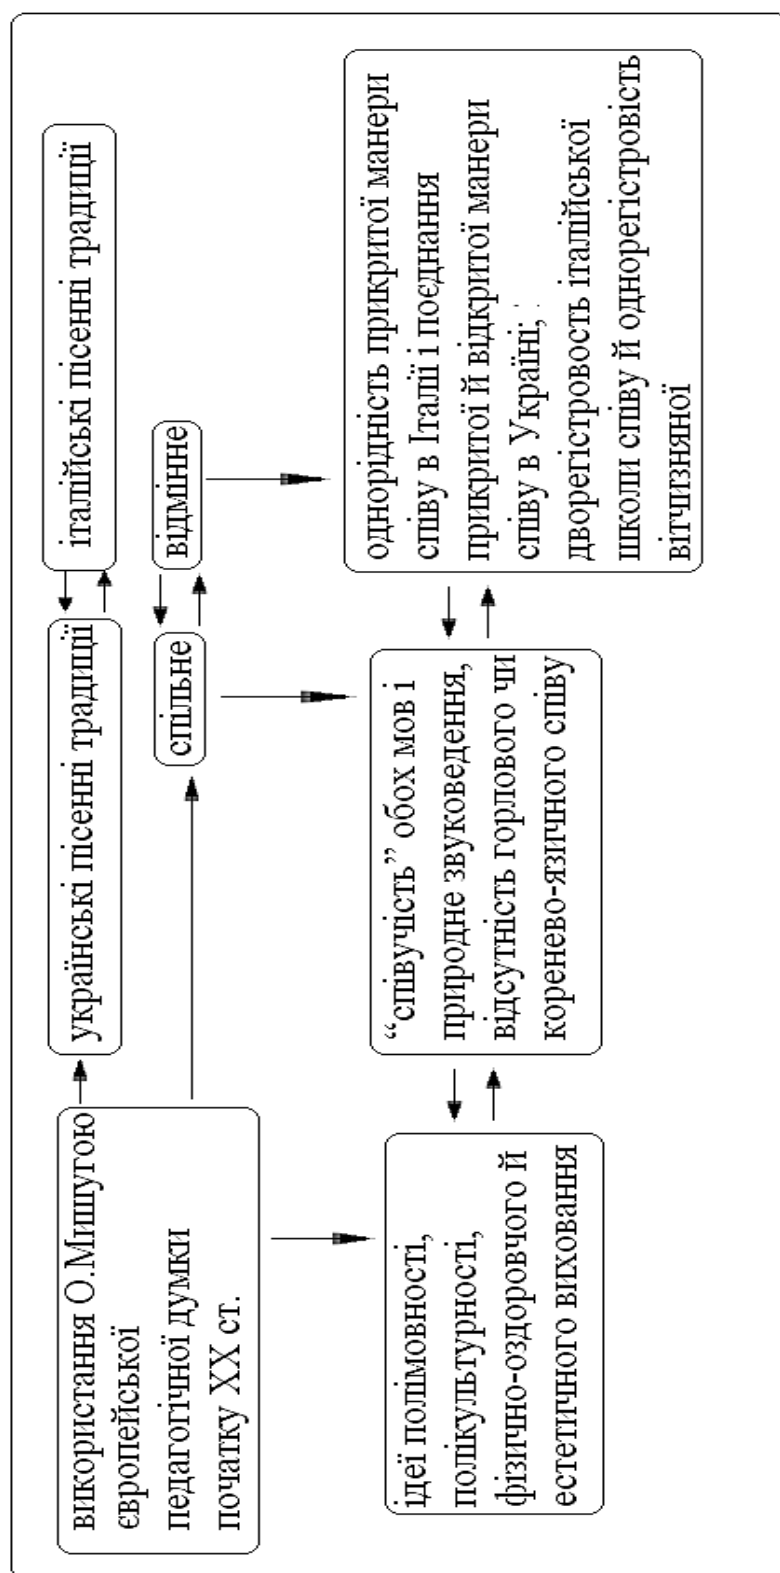 використання О.Мишугою
європейської
педагогічної думки
початку ХХ ст.
українські пісенні традиції
італійські пісенні традиції
спільне
відмінне
ідеї полімовності,
полікультурності,
фізично-оздоровчого й
естетичного виховання
“співучість” обох мов і
природне звуковедення,
відсутність горлового чи
коренево-язичного співу
однорідність прикритої манери
співу в Італії і поєднання
прикритої й відкритої манери
співу в Україні;
дворегістровость італійської
школи співу й однорегістровість
вітчизняної